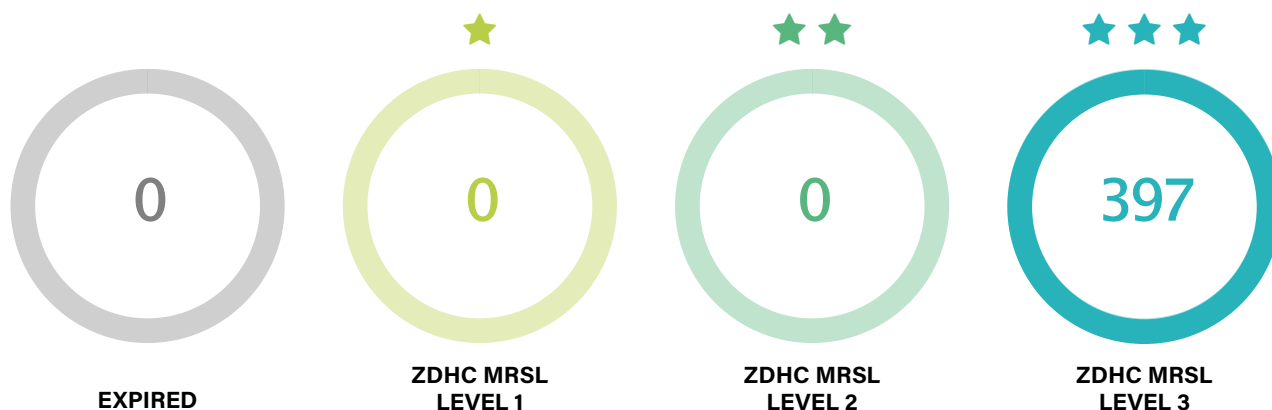 0
0
0
397
EXPIRED
ZDHC MRSL
LEVEL 1
ZDHC MRSL
LEVEL 2
ZDHC MRSL
LEVEL 3